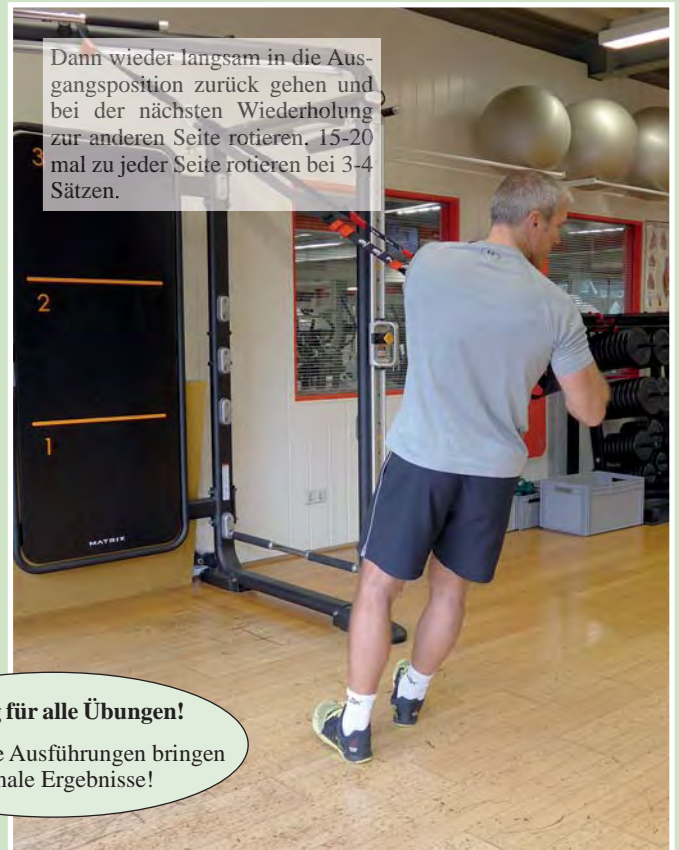 Dann wieder langsam in die Aus-
gangsposition zurück gehen und
bei der nächsten Wiederholung
zur anderen Seite rotieren. 15-20
mal zu jeder Seite rotieren bei 3-4
Sätzen.
3
2
1
MATRIX
für alle Übungen!
Ausführungen bringen
Ergebnisse!